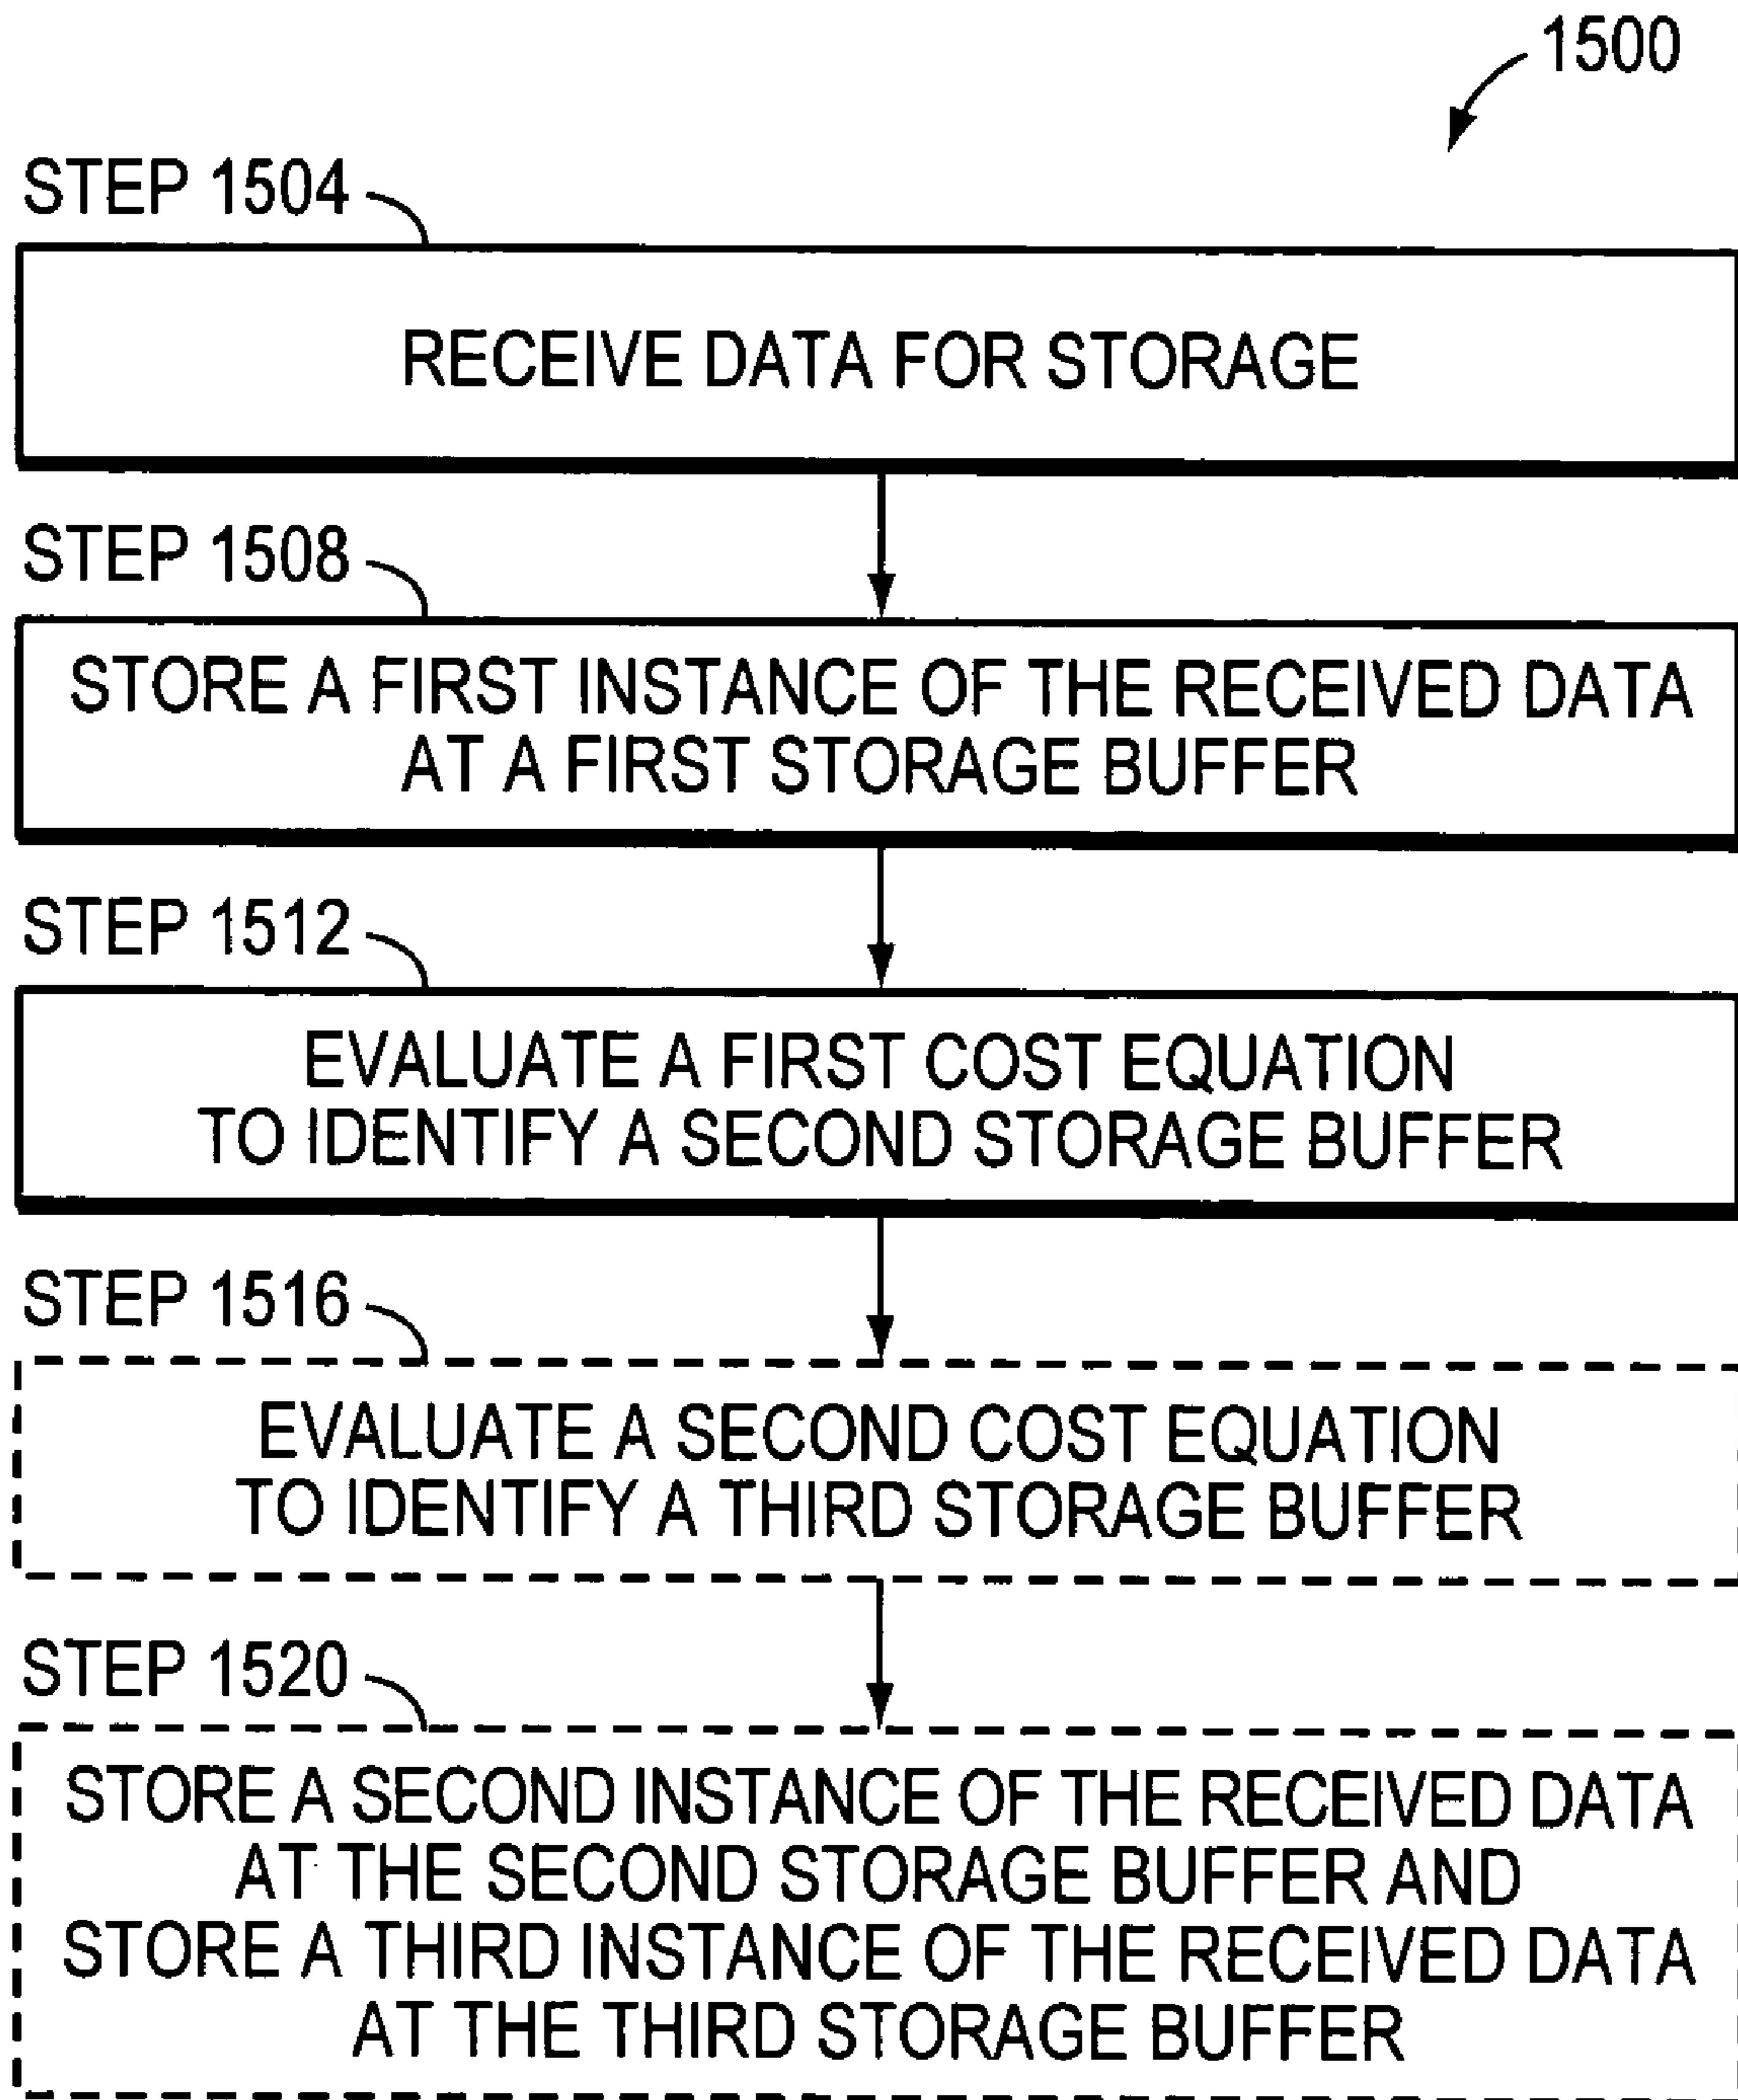 1500
STEP 1504
RECEIVE DATA FOR STORAGE
STEP 1508
STORE A FIRST INSTANCE OF THE RECEIVED DATA
AT A FIRST STORAGE BUFFER
STEP 1512
EVALUATE A FIRST COST EQUATION
TO IDENTIFY A SECOND STORAGE BUFFER
STEP 1516
EVALUATE A SECOND COST EQUATION
TO IDENTIFY A THIRD STORAGE BUFFER
STEP 1520
STORE A SECOND INSTANCE OF THE RECEIVED DATA
AT THE SECOND STORAGE BUFFER AND
STORE A THIRD INSTANCE OF THE RECEIVED DATA
AT THE THIRD STORAGE BUFFER